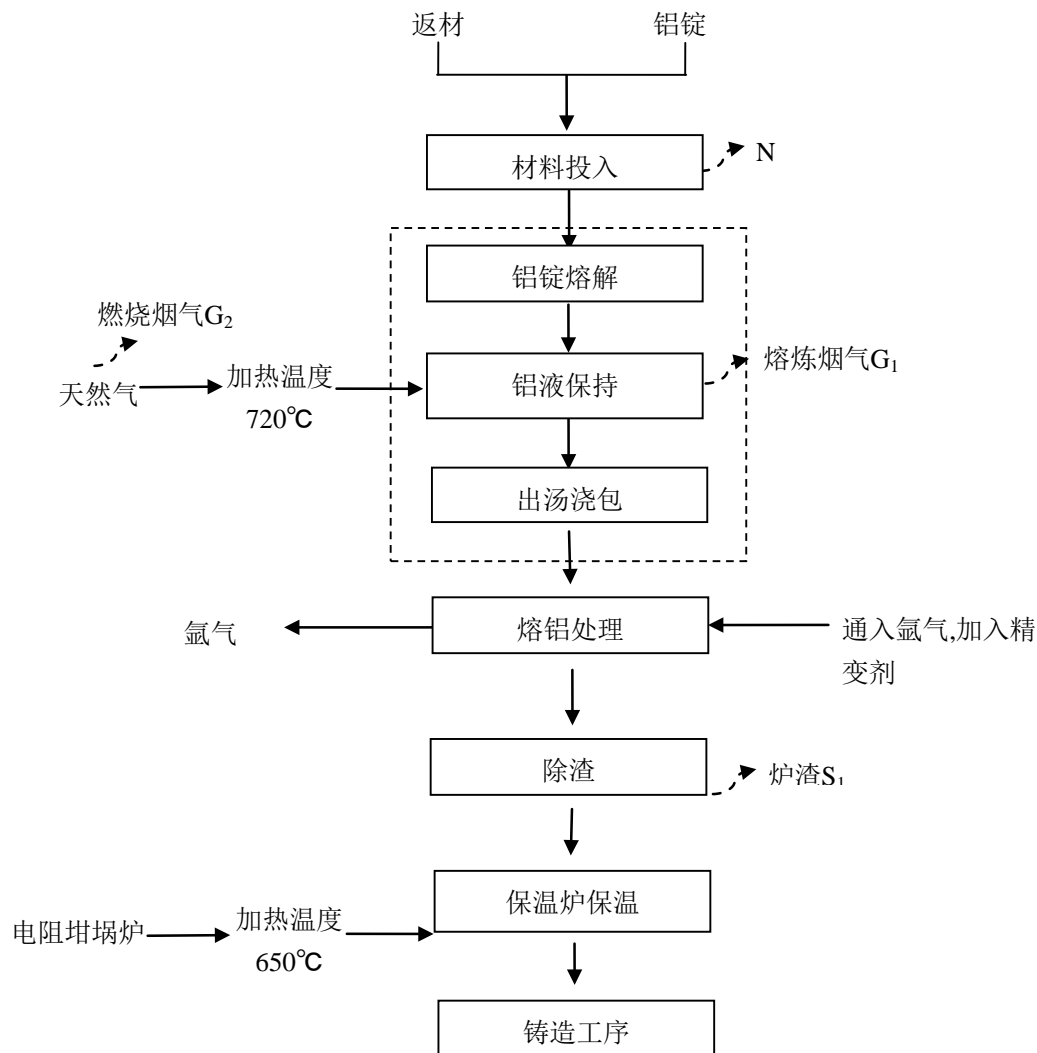 返材
铝锭
材料投入
N
铝锭熔解
燃烧烟气G₂
熔炼烟气G₁
天然气
加热温度
720℃
铝液保持
出汤浇包
氩气
熔铝处理
通入氩气,加入精
变剂
除渣
炉渣S₁
保温炉保温
电阻坩埚炉
加热温度
650℃
铸造工序